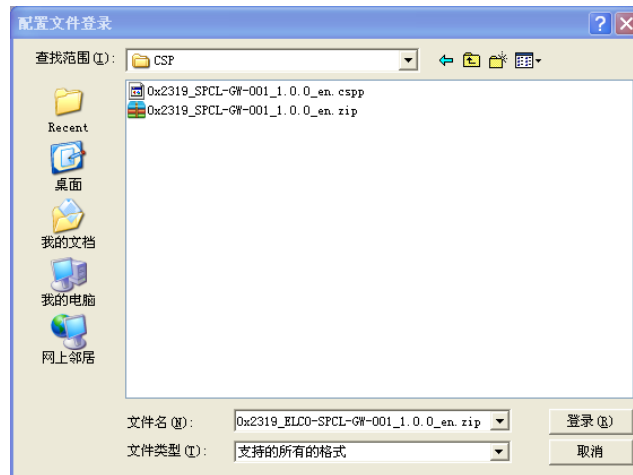 配置文件登录
查找范围(I):
CSP
0x2319_SPCL-GW-001_1.0.0_en.cspp
0x2319_SPCL-GW-001_1.0.0_en.zip
Recent
桌面
我的文档
我的电脑
网上邻居
文件名(N):
0x2319_ELCO-SPCL-GW-001_1.0.0_en.zip
登录(R)
文件类型(T):
支持的所有的格式
取消